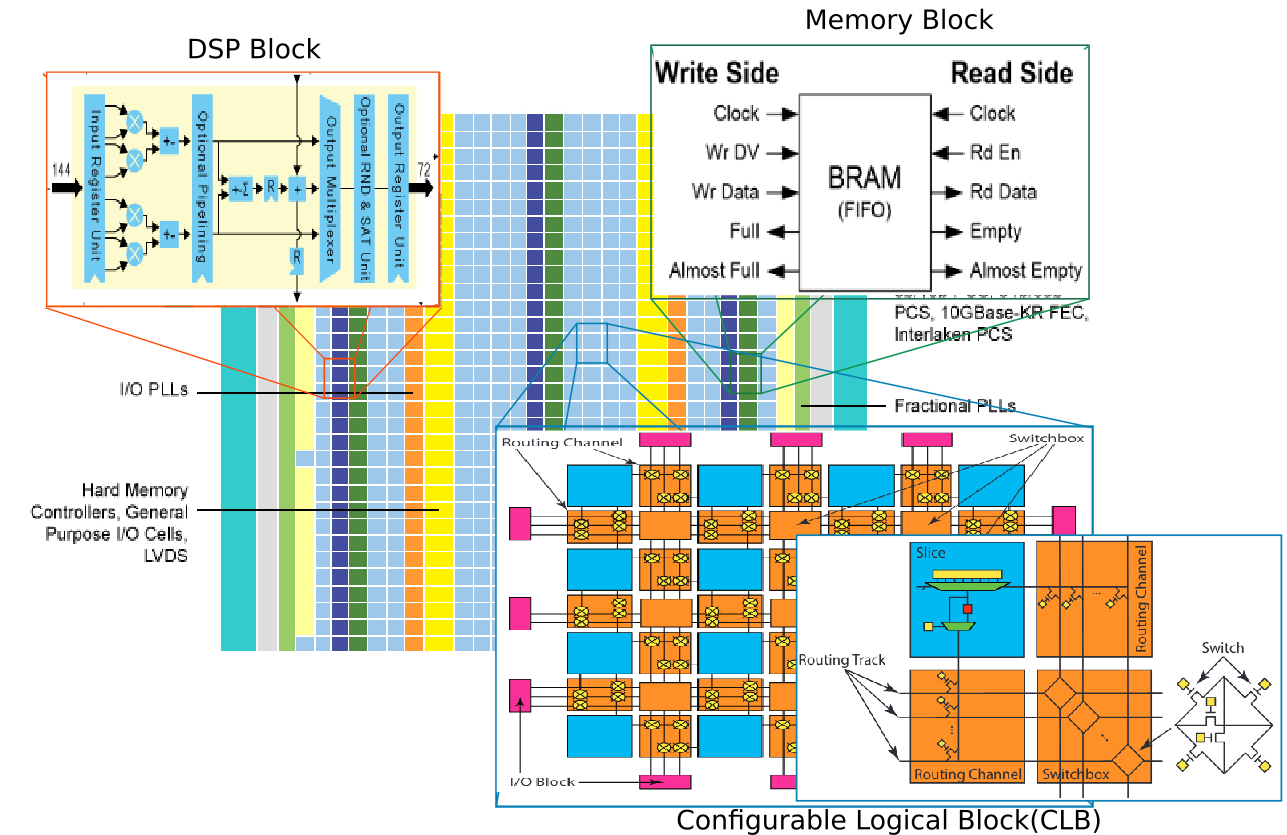 DSP Block
Memory Block
144
Input Register Unit
+-
+-
Optional Pipelining
+Σ
R
+
R
Output Multiplexer
Optional RND & SAT Unit
Output Register Unit
72
Write Side
Read Side
Clock
Wr DV
Wr Data
Full
Almost Full
BRAM
(FIFO)
Clock
Rd En
Rd Data
Empty
Almost Empty
PCS, 10GBase-KR FEC,
Interlaken PCS
I/O PLLs
Fractional PLLs
Hard Memory
Controllers, General
Purpose I/O Cells,
LVDS
Routing Channel
Switchbox
I/O Block
Slice
...
Routing Channel
Routing Track
Switch
...
Routing Channel
Switchbox
Configurable Logical Block(CLB)